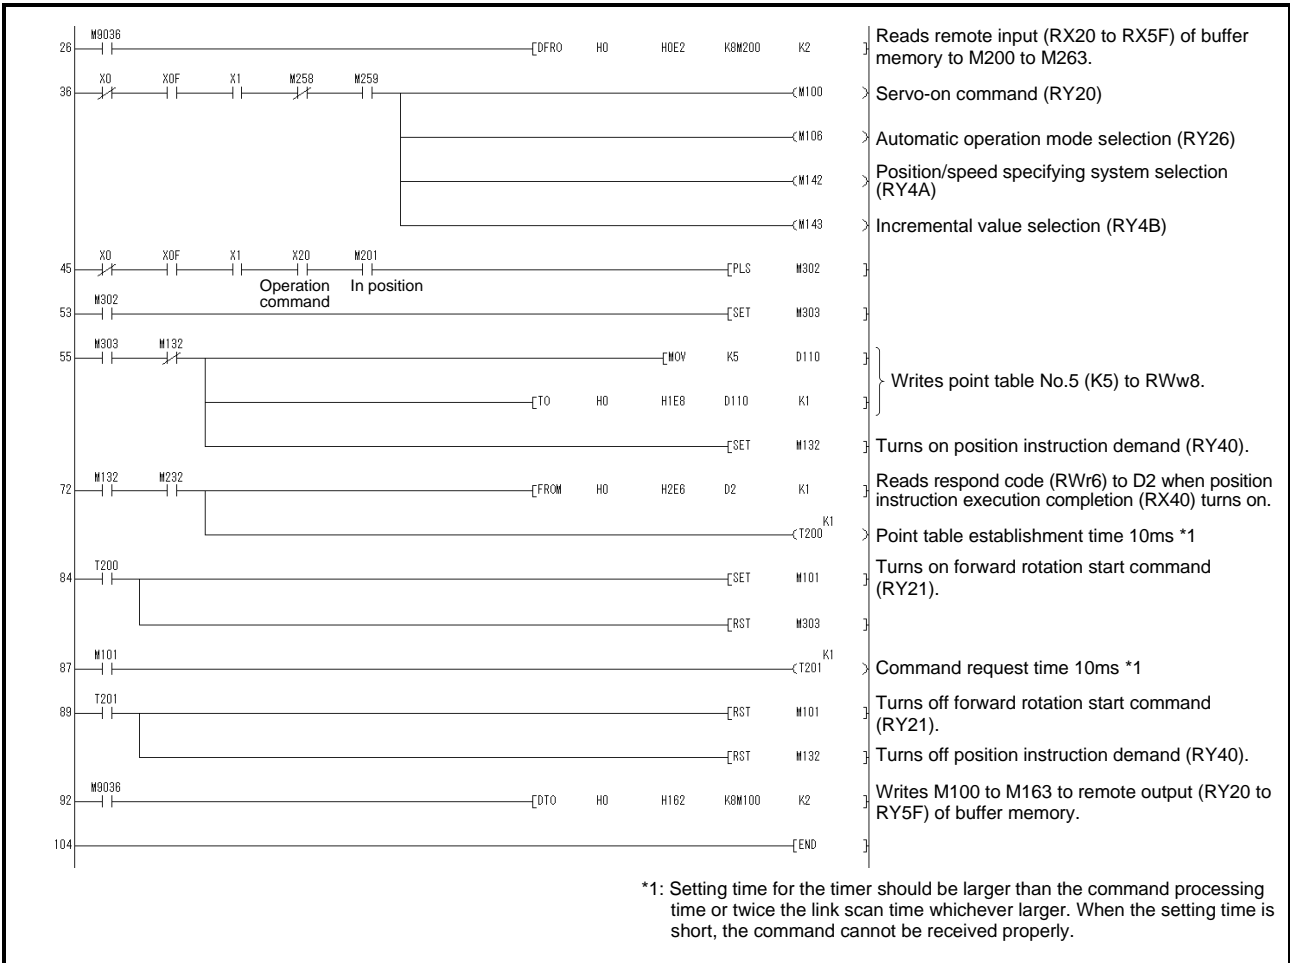 M9036
26 [DFRO H0 H0E2 K8M200 K2 ] Reads remote input (RX20 to RX5F) of buffer
memory to M200 to M263.
X0 X0F X1 M258 M259
36 (M100 ) Servo-on command (RY20)
(M106 ) Automatic operation mode selection (RY26)
(M142 ) Position/speed specifying system selection
(RY4A)
(M143 ) Incremental value selection (RY4B)
X0 X0F X1 X20 M201
45 [PLS M302 ]
Operation In position
command
M302
53 [SET M303 ]
M303 M132
55 [MOV K5 D110 ]
Writes point table No.5 (K5) to RWw8.
[TO H0 H1E8 D110 K1 ]
[SET M132 ] Turns on position instruction demand (RY40).
M132 M232
72 [FROM H0 H2E6 D2 K1 ] Reads respond code (RWr6) to D2 when position
instruction execution completion (RX40) turns on.
K1
(T200 ) Point table establishment time 10ms *1
T200
84 [SET M101 ] Turns on forward rotation start command
(RY21).
[RST M303 ]
M101 K1
87 (T201 ) Command request time 10ms *1
T201
89 [RST M101 ] Turns off forward rotation start command
(RY21).
[RST M132 ] Turns off position instruction demand (RY40).
M9036
92 [DTO H0 H162 K8M100 K2 ] Writes M100 to M163 to remote output (RY20 to
RY5F) of buffer memory.
104 [END ]
*1: Setting time for the timer should be larger than the command processing
time or twice the link scan time whichever larger. When the setting time is
short, the command cannot be received properly.